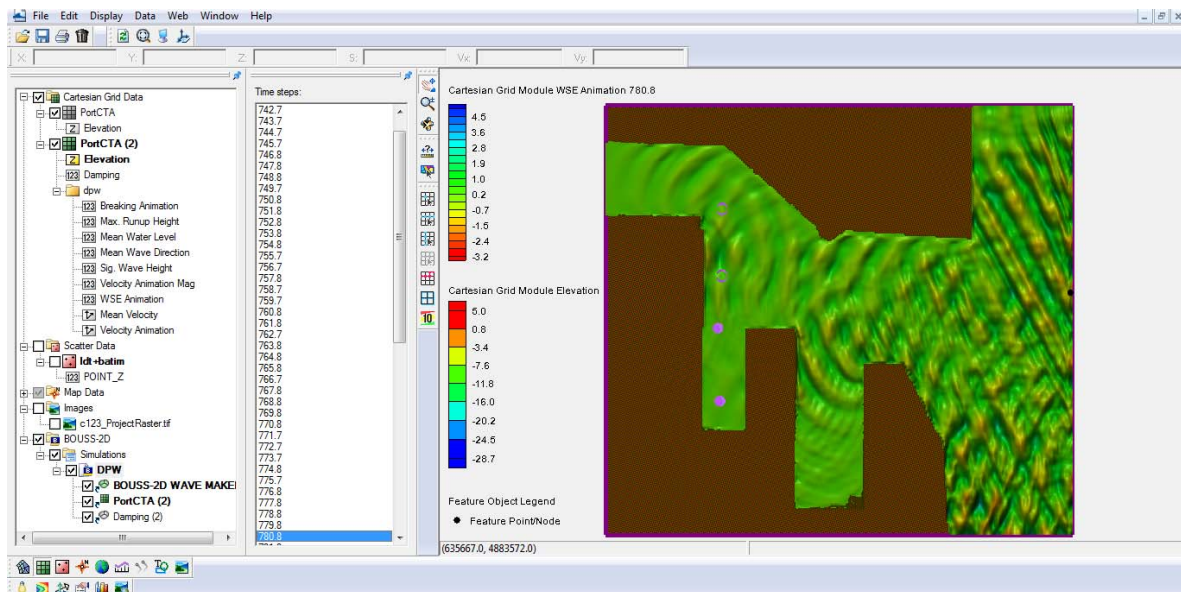 File Edit Display Data Web Window Help
X: Y: Z: S: Vx: Vy:
Cartesian Grid Data
PortCTA
Elevation
PortCTA (2)
Elevation
Damping
dpw
Breaking Animation
Max. Runup Height
Mean Water Level
Mean Wave Direction
Sig. Wave Height
Velocity Animation Mag
WSE Animation
Mean Velocity
Velocity Animation
Scatter Data
ldt+batim
POINT_Z
Map Data
Images
c123_ProjectRaster.tif
BOUSS-2D
Simulations
DPW
BOUSS-2D WAVE MAKE
PortCTA (2)
Damping (2)
Time steps:
742.7
743.7
744.7
745.7
746.8
747.8
748.8
749.7
750.8
751.8
752.8
753.8
754.8
755.7
756.7
757.8
758.7
759.7
760.8
761.8
762.7
763.8
764.8
765.8
766.7
767.8
768.8
769.8
770.8
771.7
772.7
773.7
774.8
775.7
776.8
777.8
778.8
779.8
780.8
Cartesian Grid Module WSE Animation 780.8
4.5
3.6
2.8
1.9
1.0
0.2
-0.7
-1.5
-2.4
-3.2
Cartesian Grid Module Elevation
5.0
0.8
-3.4
-7.6
-11.8
-16.0
-20.2
-24.5
-28.7
Feature Object Legend
Feature Point/Node
(635667.0, 4883572.0)